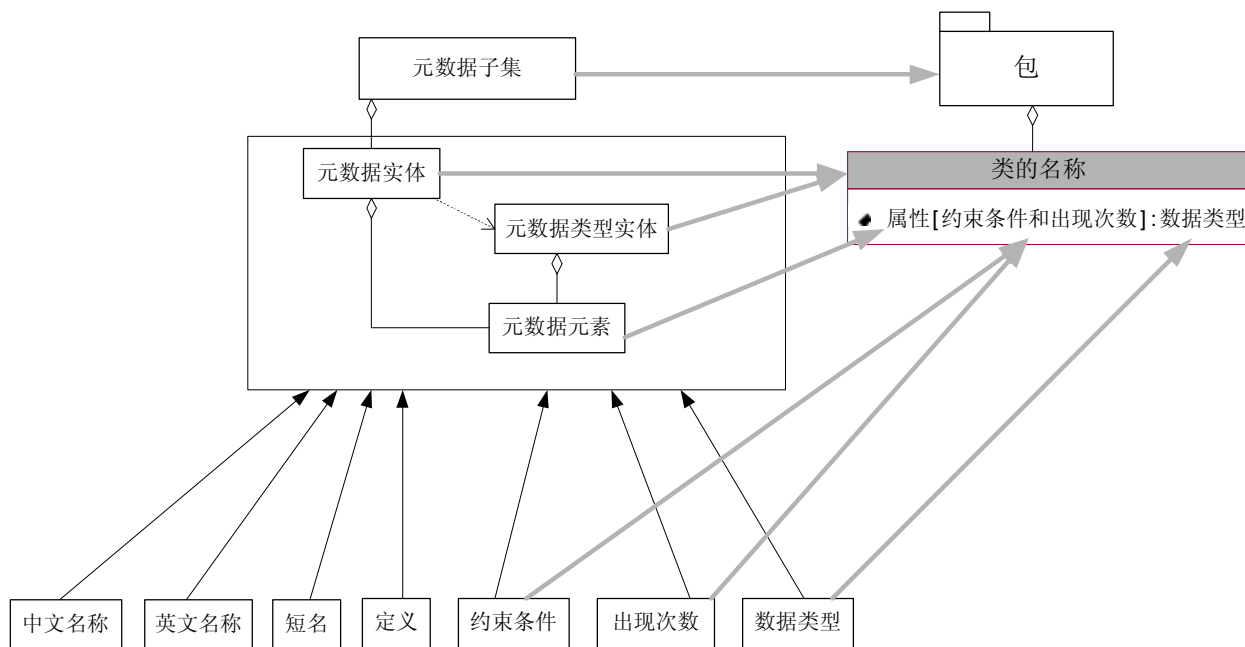 元数据子集
包
元数据实体
类的名称
元数据类型实体
属性[约束条件和出现次数]:数据类型
元数据元素
中文名称
英文名称
短名
定义
约束条件
出现次数
数据类型